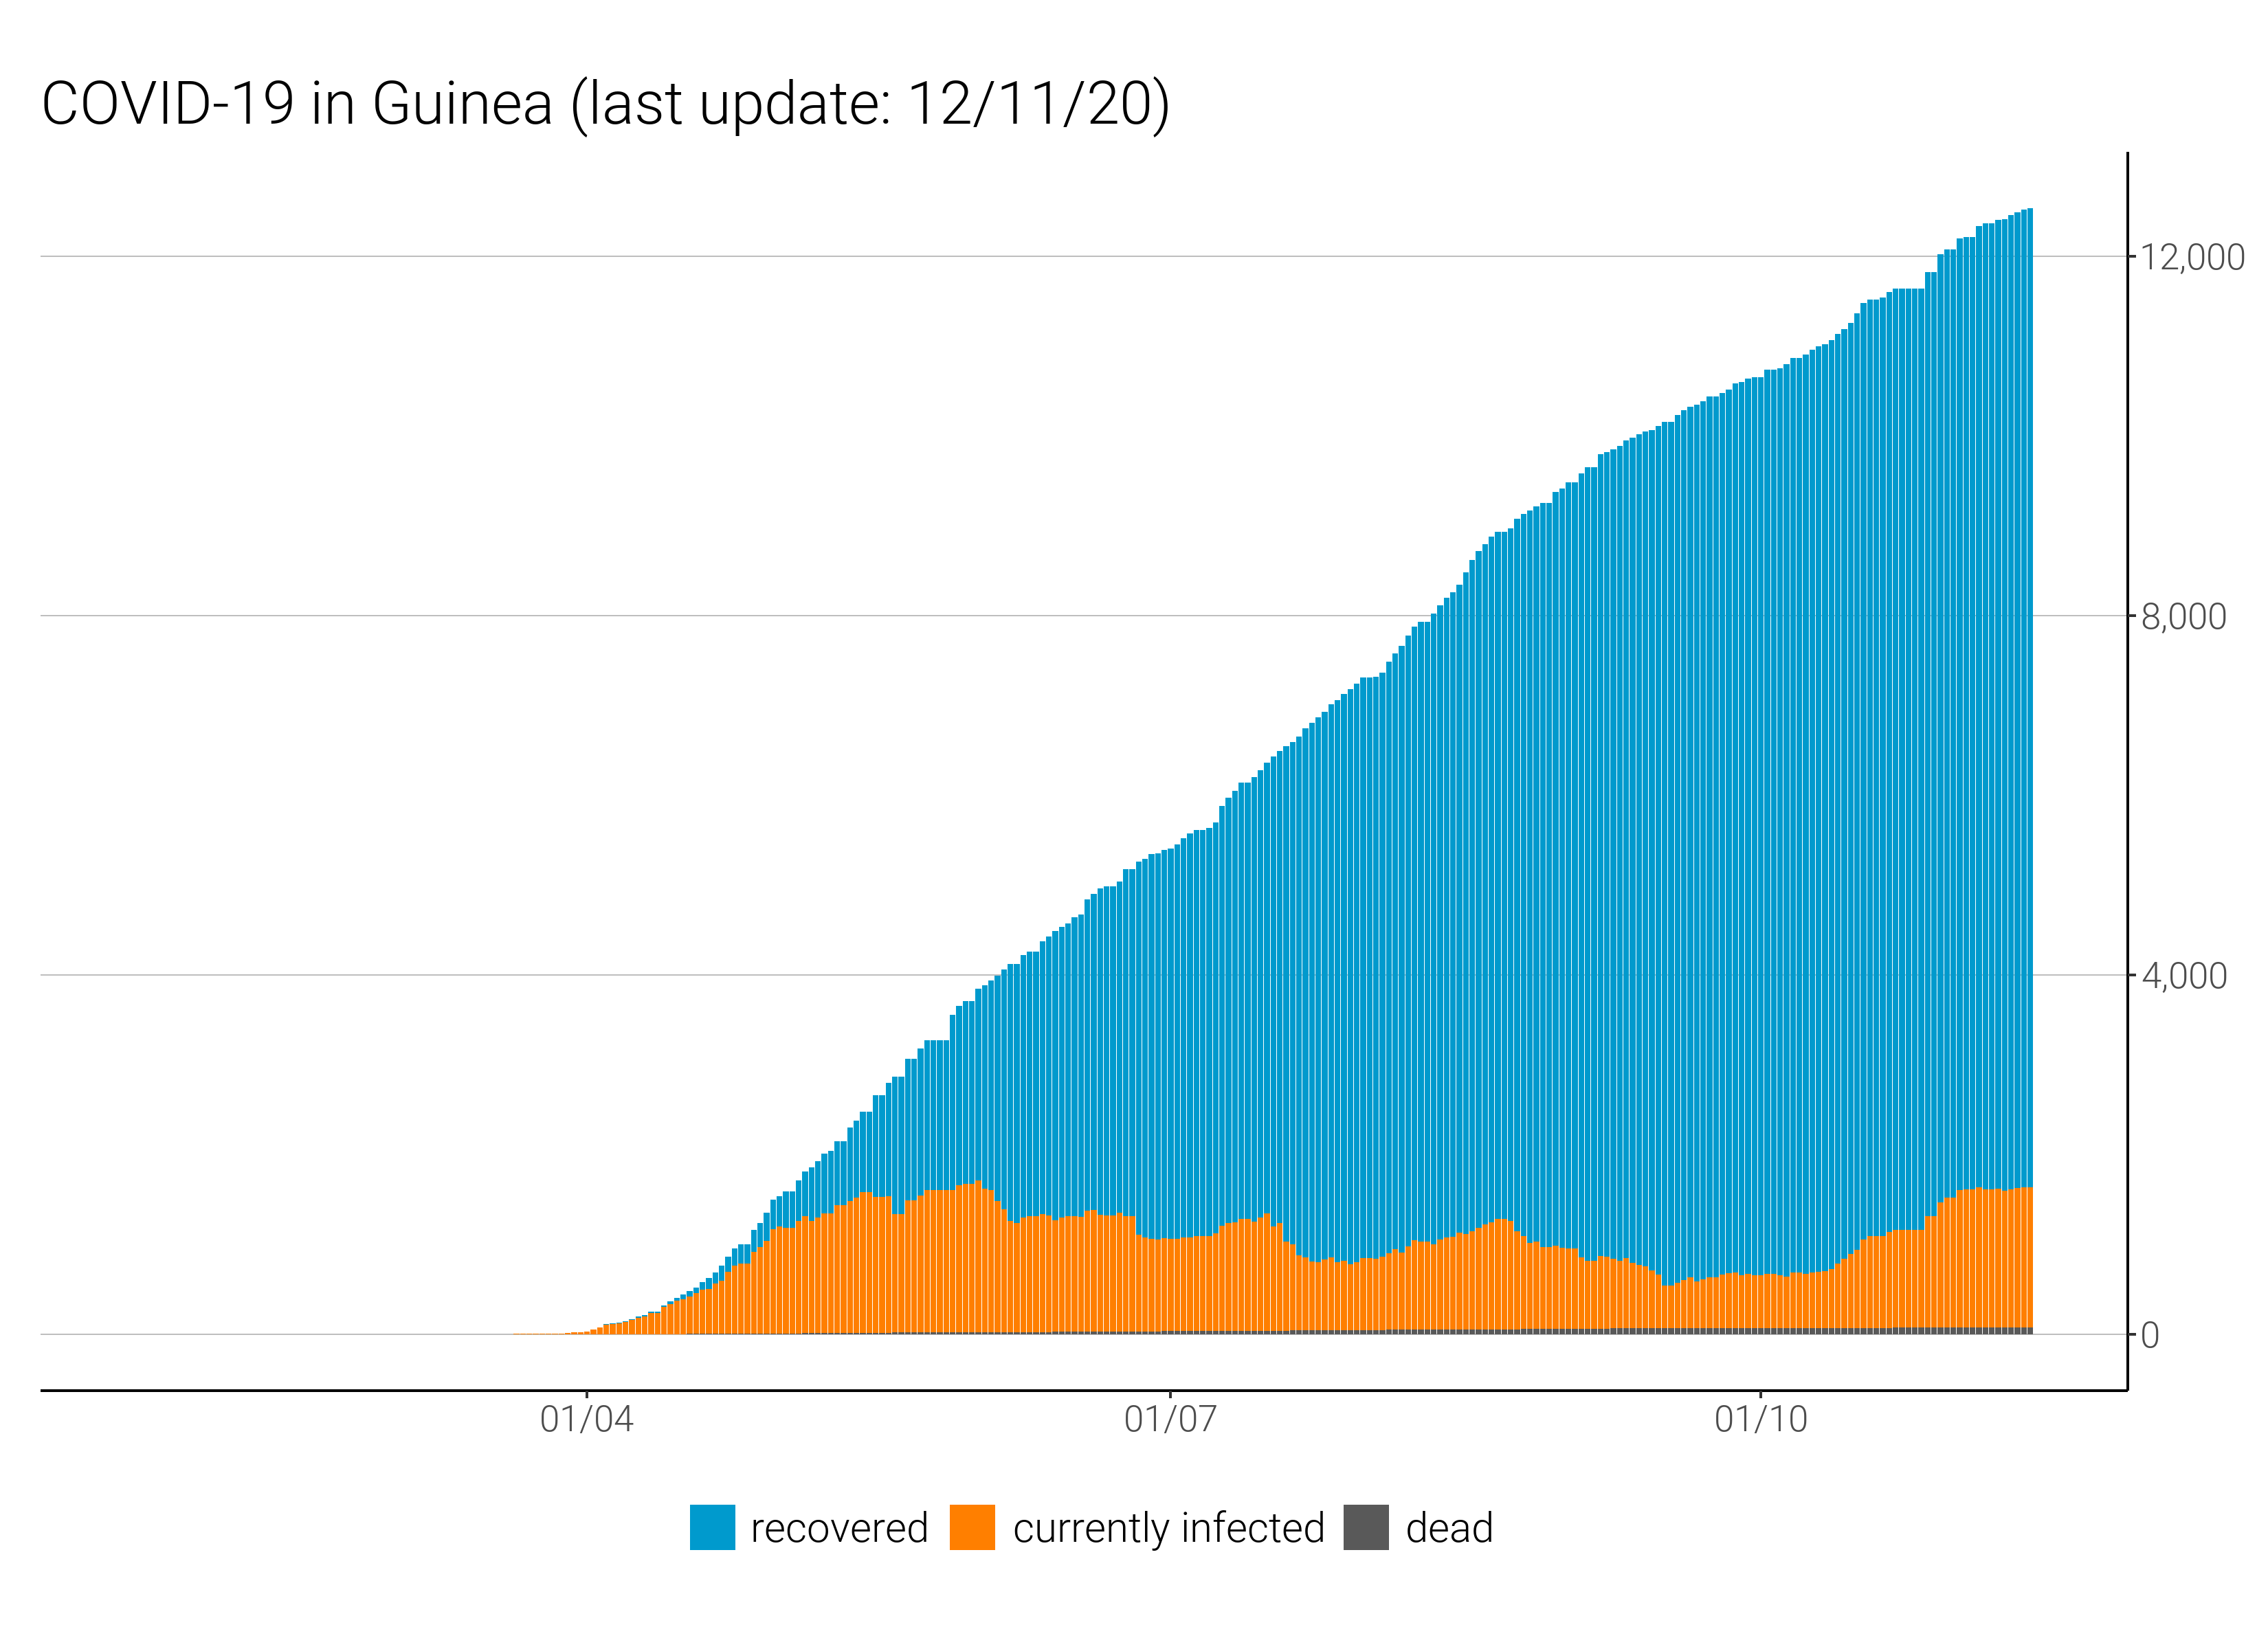 COVID-19 in Guinea (last update: 12/11/20)
12,000
8,000
4,000
0
01/04 01/07 01/10
recovered currently infected dead